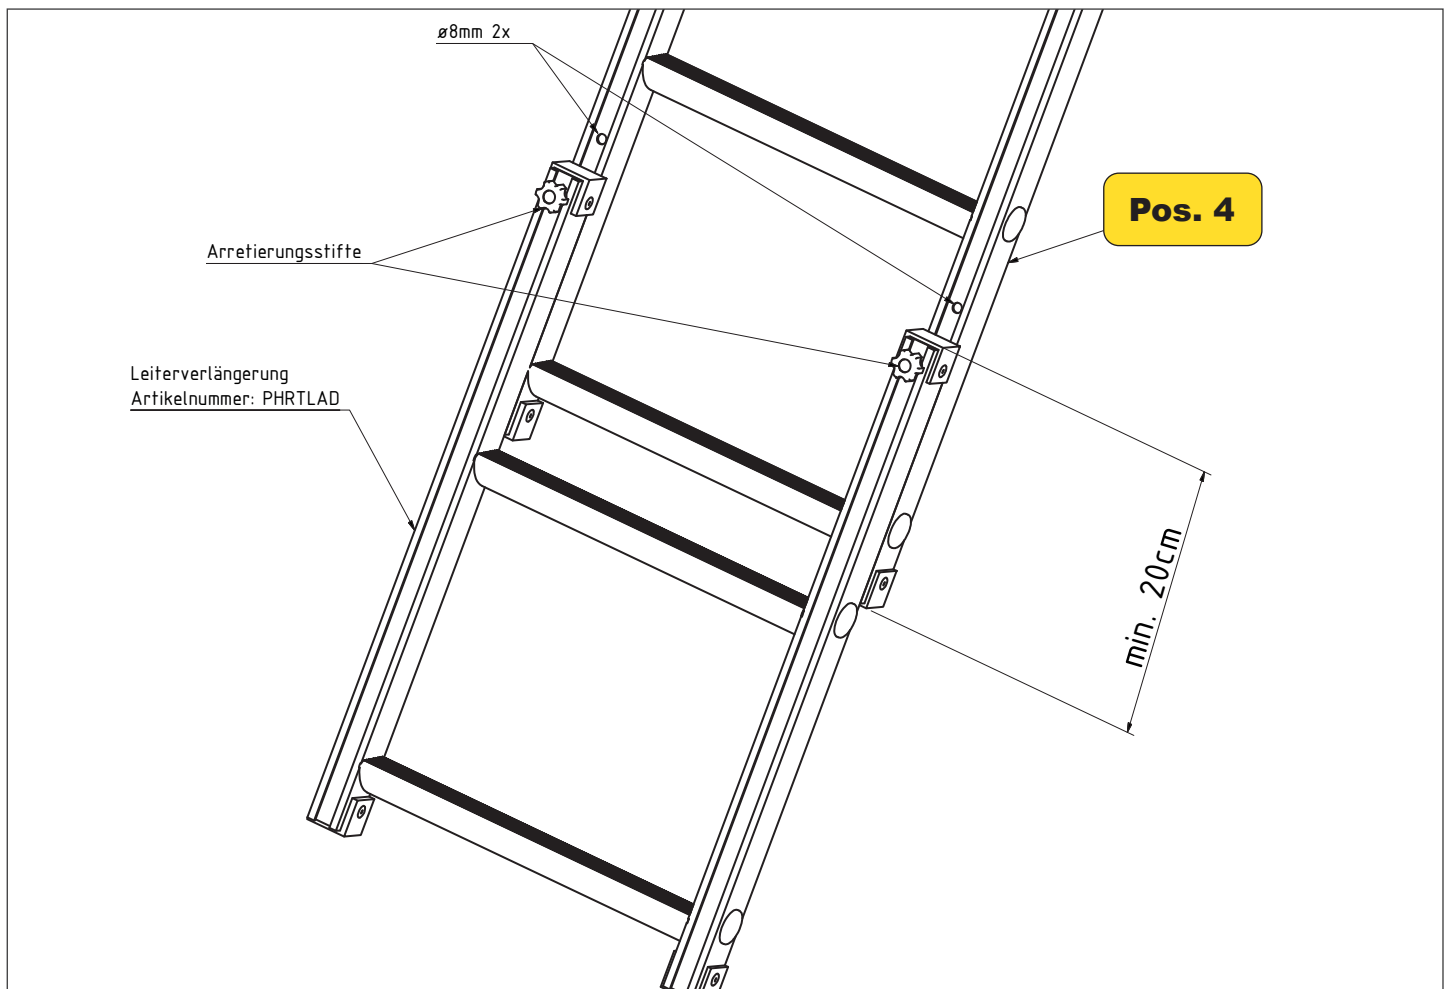 ø8mm 2x
Pos. 4
Arretierungsstifte
Leiterverlängerung
Artikelnummer: PHRTLAD
min. 20cm